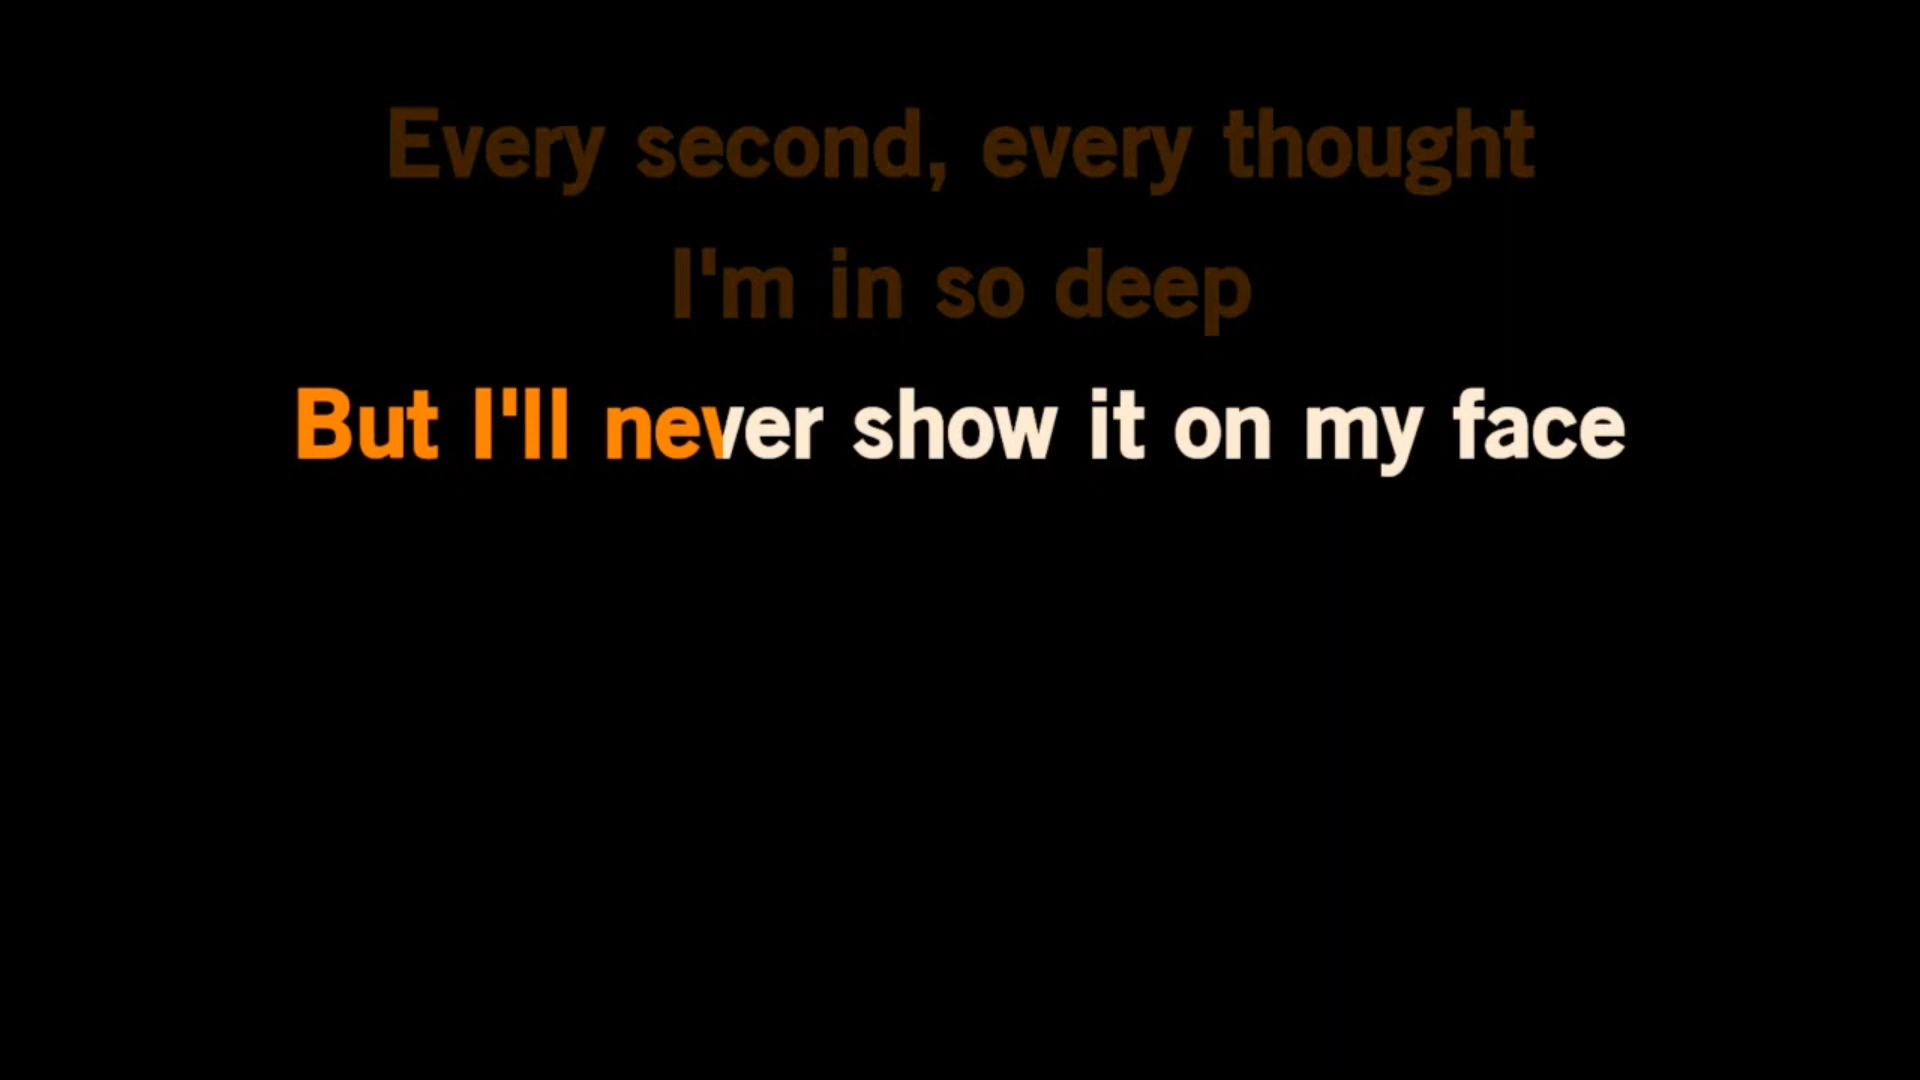 Every second, every thought
I'm in so deep
But I'll never show it on my face